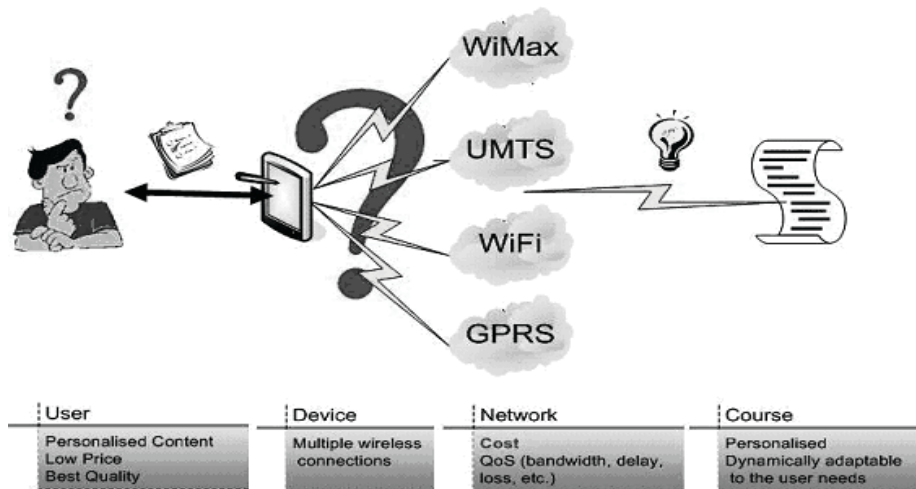 ?
WiMax
UMTS
WiFi
GPRS
User
Personalised Content
Low Price
Best Quality
Device
Multiple wireless
connections
Network
Cost
QoS (bandwidth, delay,
loss, etc.)
Course
Personalised
Dynamically adaptable
to the user needs